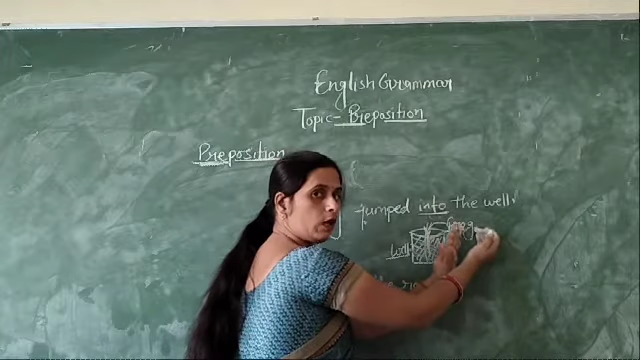 English Grammar
Topic- Preposition
Preposition
jumped into the well.